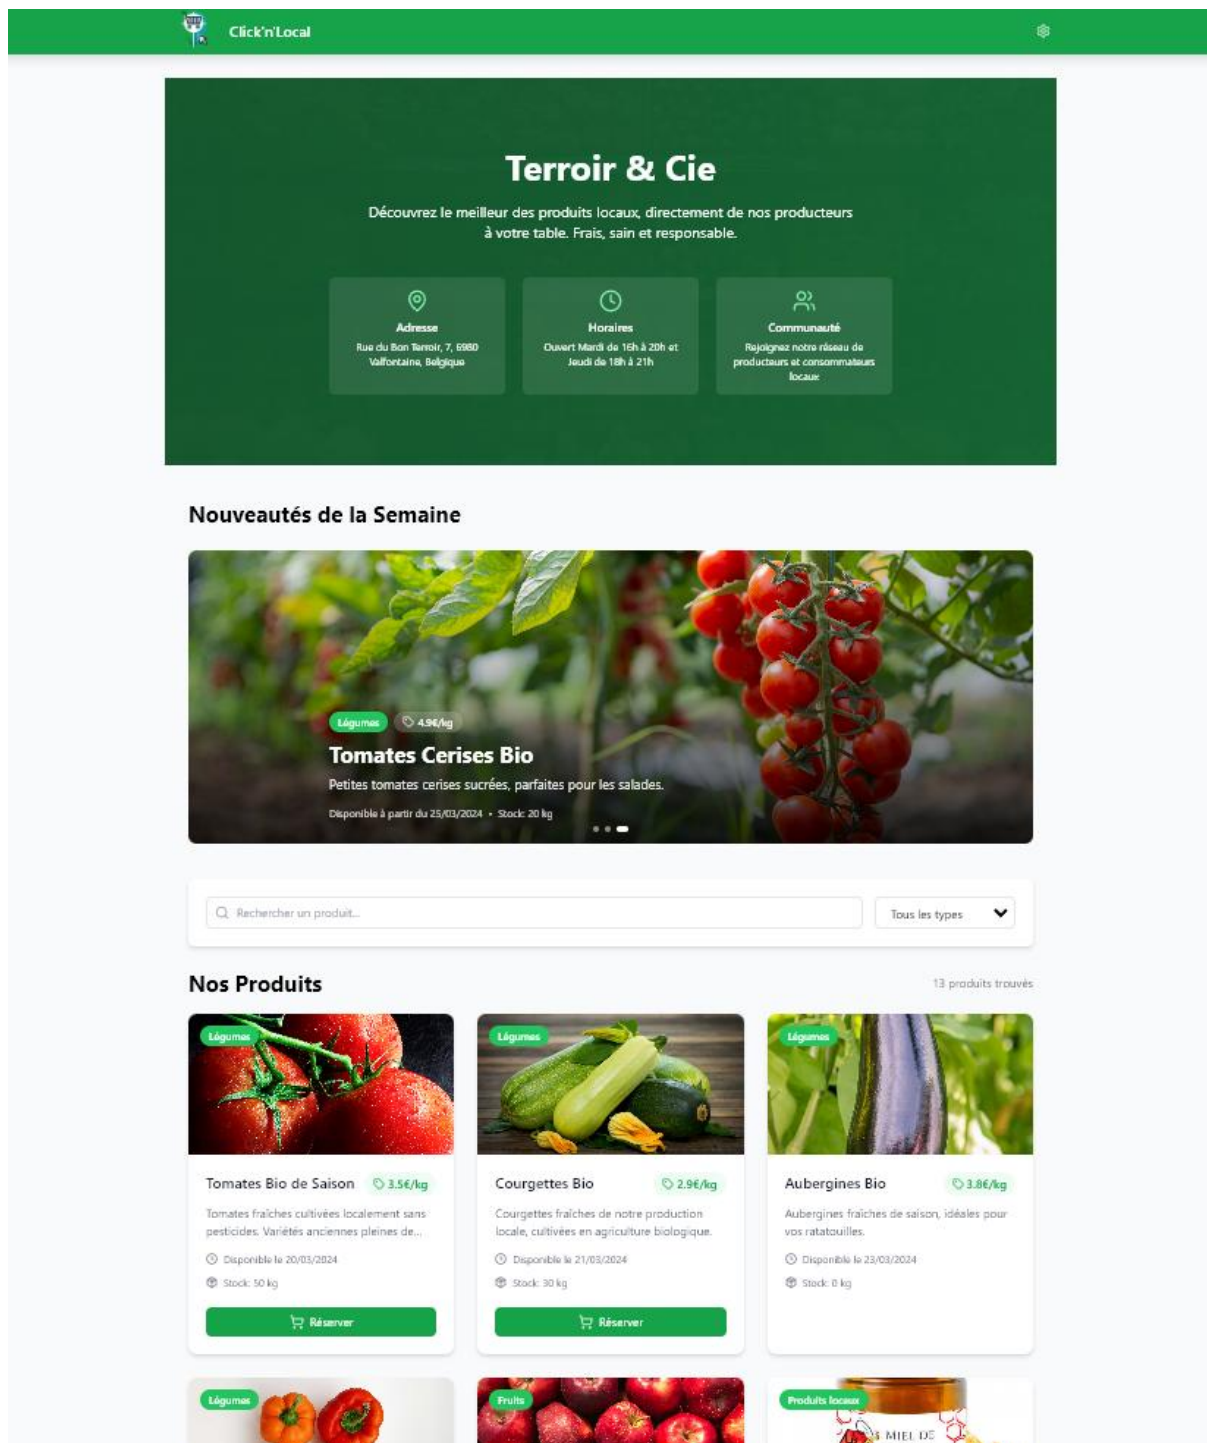 Click'n'Local
Terroir & Cie
Découvrez le meilleur des produits locaux, directement de nos producteurs
à votre table. Frais, sain et responsable.
Adresse
Rue du Bon Terroir, 7, 6980
Valfontaine, Belgique
Horaires
Ouvert Mardi de 16h à 20h et
Jeudi de 18h à 21h
Communauté
Rejoignez notre réseau de
producteurs et consommateurs
locaux
Nouveautés de la Semaine
Légumes
4.9€/kg
Tomates Cerises Bio
Petites tomates cerises sucrées, parfaites pour les salades.
Disponible à partir du 25/03/2024 • Stock: 20 kg
Rechercher un produit...
Tous les types
Nos Produits
13 produits trouvés
Légumes
Tomates Bio de Saison
3.5€/kg
Tomates fraîches cultivées localement sans
pesticides. Variétés anciennes pleines de...
Disponible le 20/03/2024
Stock: 50 kg
Réserver
Légumes
Courgettes Bio
2.9€/kg
Courgettes fraîches de notre production
locale, cultivées en agriculture biologique.
Disponible le 21/03/2024
Stock: 30 kg
Réserver
Légumes
Aubergines Bio
3.8€/kg
Aubergines fraîches de saison, idéales pour
vos ratatouilles.
Disponible le 23/03/2024
Stock: 0 kg
Légumes
Fruits
Produits locaux
MIEL DE